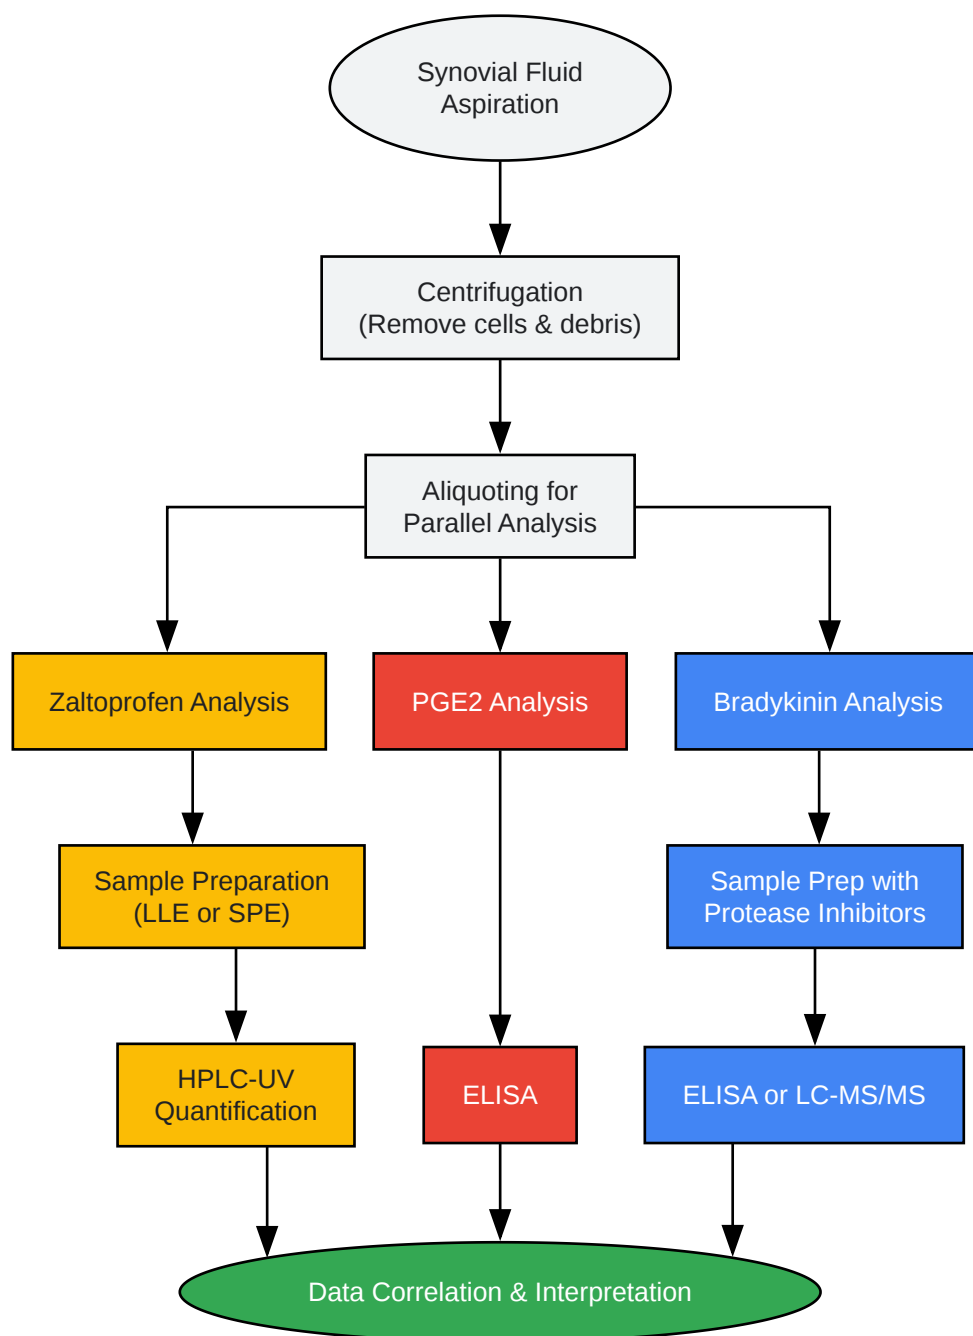 Synovial Fluid
Aspiration
Centrifugation
(Remove cells & debris)
Aliquoting for
Parallel Analysis
Zaltoprofen Analysis
PGE2 Analysis
Bradykinin Analysis
Sample Preparation
(LLE or SPE)
Sample Prep with
Protease Inhibitors
HPLC-UV
Quantification
ELISA
ELISA or LC-MS/MS
Data Correlation & Interpretation